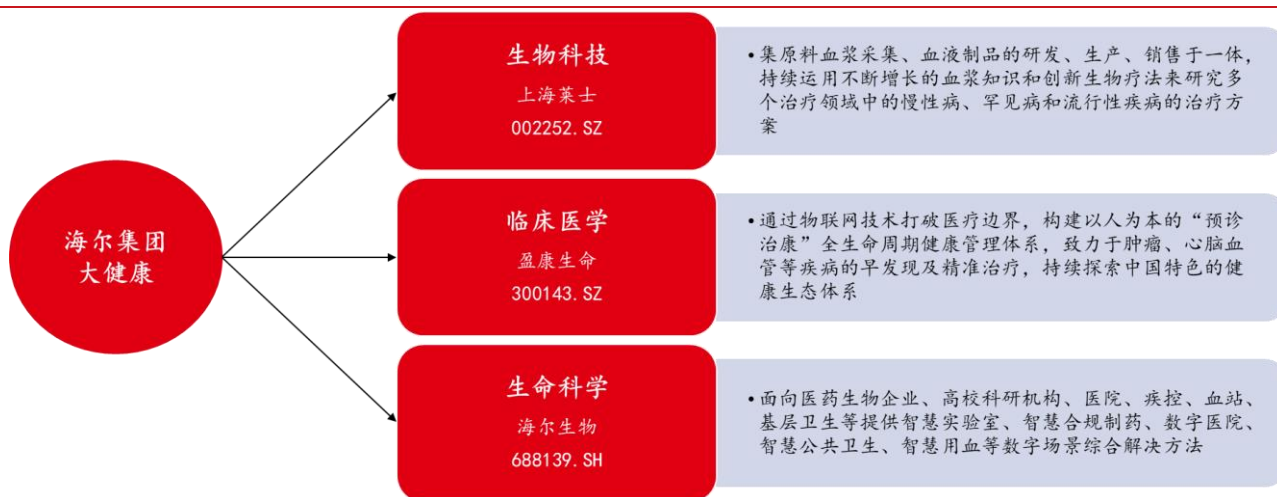 海尔集团
大健康
生物科技
上海莱士
002252.SZ
•集原料血浆采集、血液制品的研发、生产、销售于一体，
持续运用不断增长的血浆知识和创新生物疗法来研究多
个治疗领域中的慢性病、罕见病和流行性疾病的治疗方
案
临床医学
盈康生命
300143.SZ
•通过物联网技术打破医疗边界，构建以人为本的“预诊
治康”全生命周期健康管理体系，致力于肿瘤、心脑血
管等疾病的早发现及精准治疗，持续探索中国特色的健
康生态体系
生命科学
海尔生物
688139.SH
•面向医药生物企业、高校科研机构、医院、疾控、血站、
基层卫生等提供智慧实验室、智慧合规制药、数字医院、
智慧公共卫生、智慧用血等数字场景综合解决方法